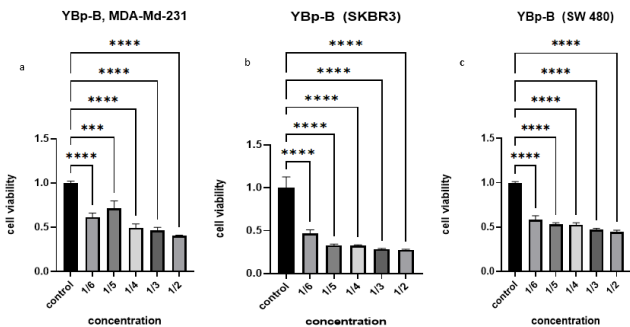 YBp-B, MDA-Md-231
a
****
****
****
***
****
cell viability
1.5
1.0
0.5
0.0
control
1/6
1/5
1/4
1/3
1/2
concentration
YBp-B (SKBR3)
b
****
****
****
****
****
cell viability
1.5
1.0
0.5
0.0
control
1/6
1/5
1/4
1/3
1/2
concentration
YBp-B (SW 480)
c
****
****
****
****
****
cell viability
1.5
1.0
0.5
0.0
control
1/6
1/5
1/4
1/3
1/2
concentration